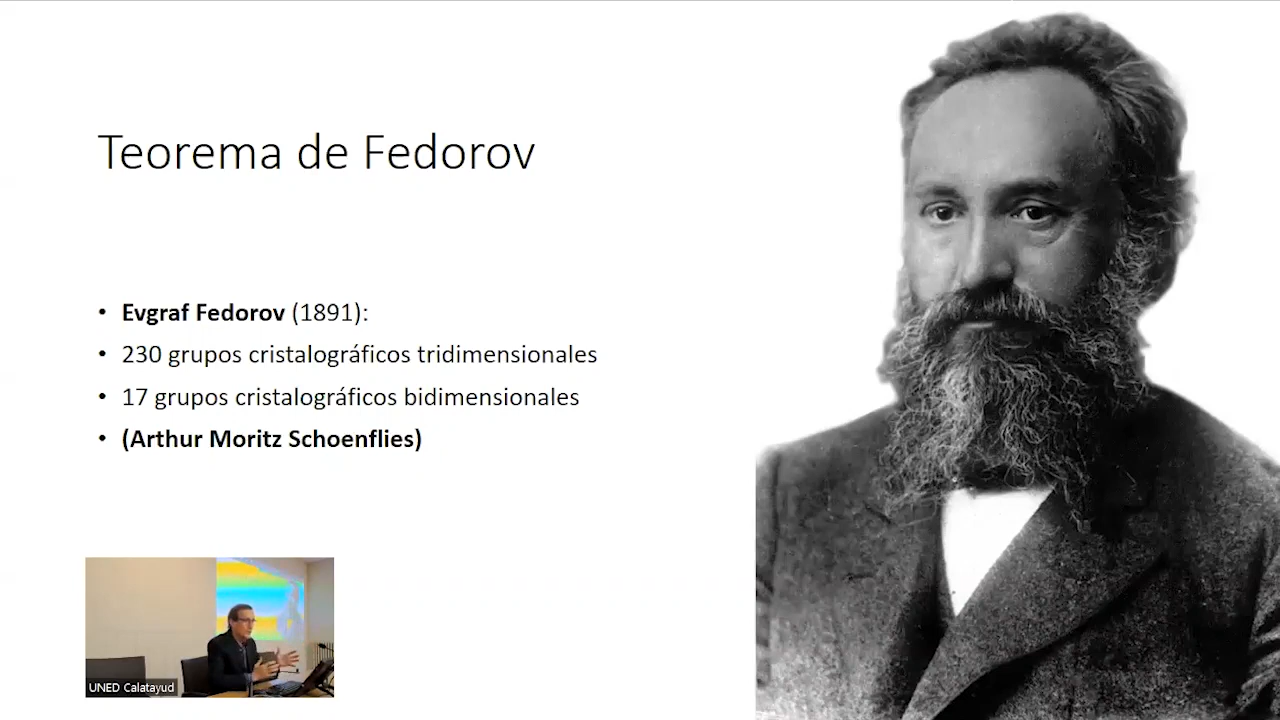 Teorema de Fedorov
• Evgraf Fedorov (1891):
• 230 grupos cristalográficos tridimensionales
• 17 grupos cristalográficos bidimensionales
• (Arthur Moritz Schoenflies)
UNED Calatayud